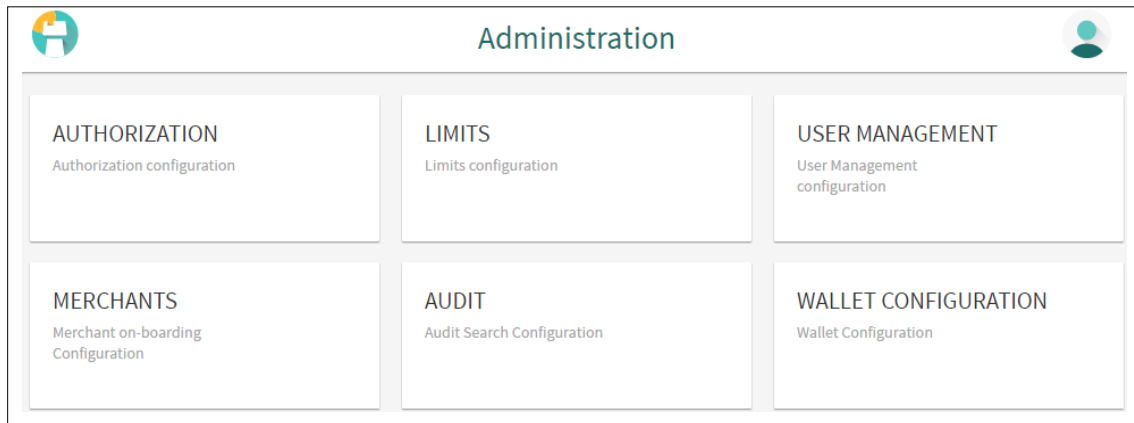 Administration
AUTHORIZATION
Authorization configuration
LIMITS
Limits configuration
USER MANAGEMENT
User Management
configuration
MERCHANTS
Merchant on-boarding
Configuration
AUDIT
Audit Search Configuration
WALLET CONFIGURATION
Wallet Configuration